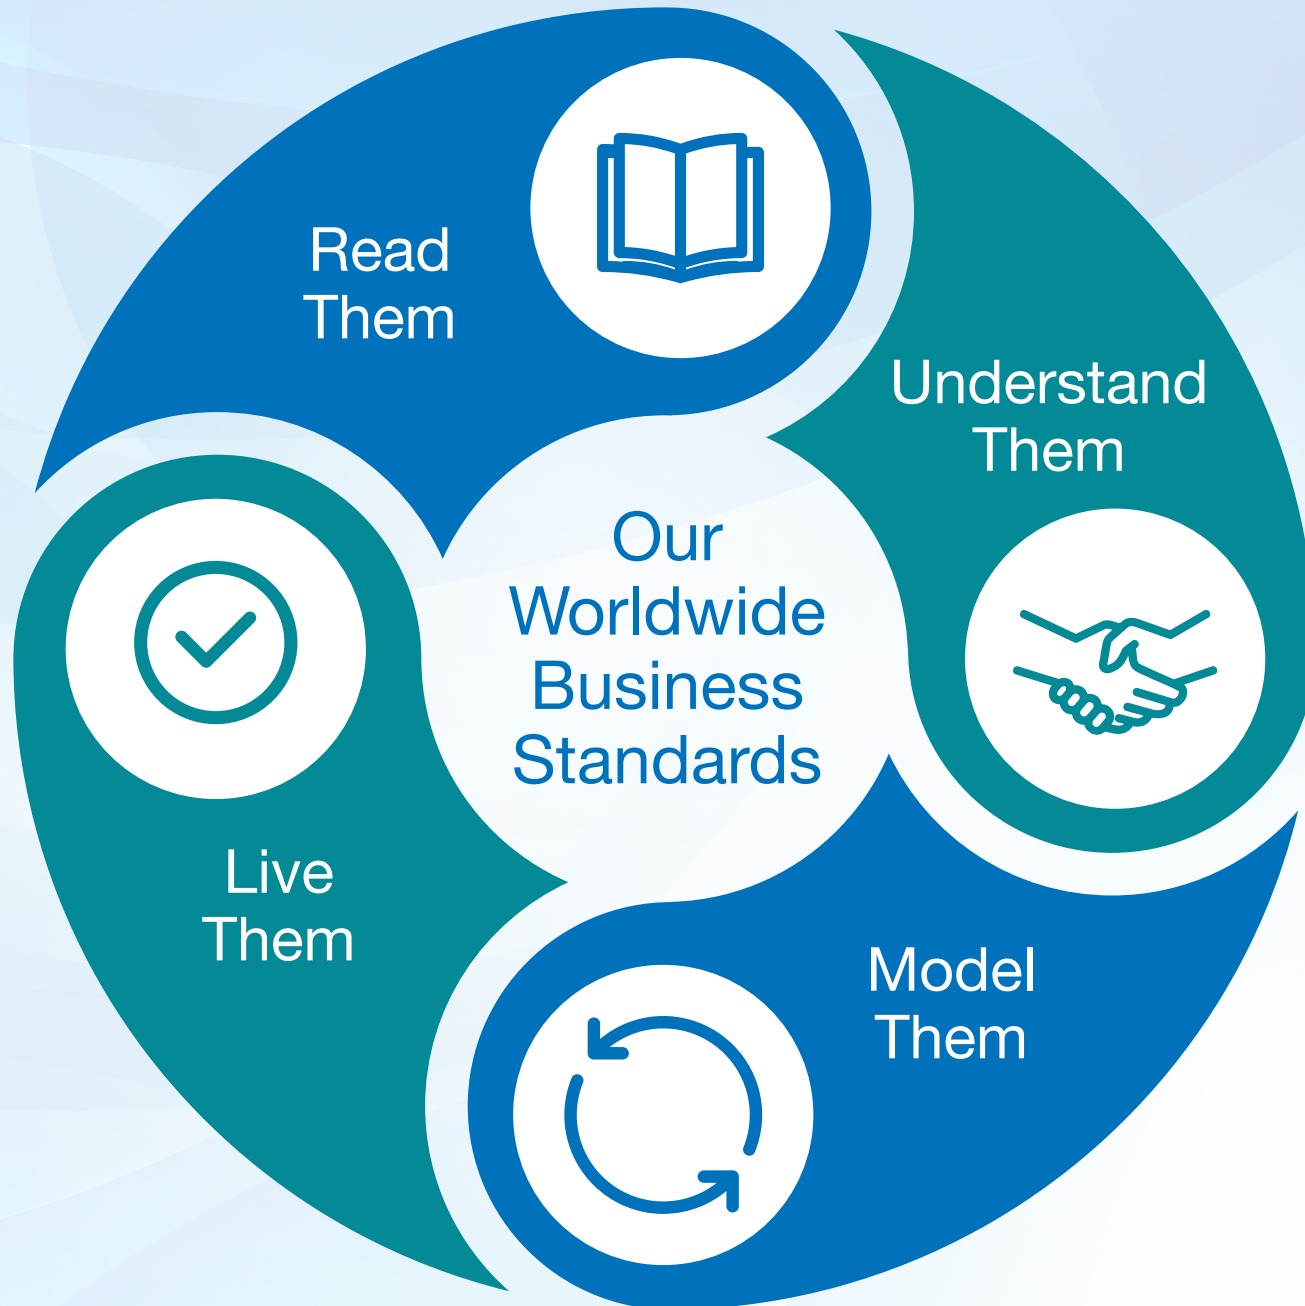 Read
Them
Understand
Them
Our
Worldwide
Business
Standards
Live
Them
Model
Them